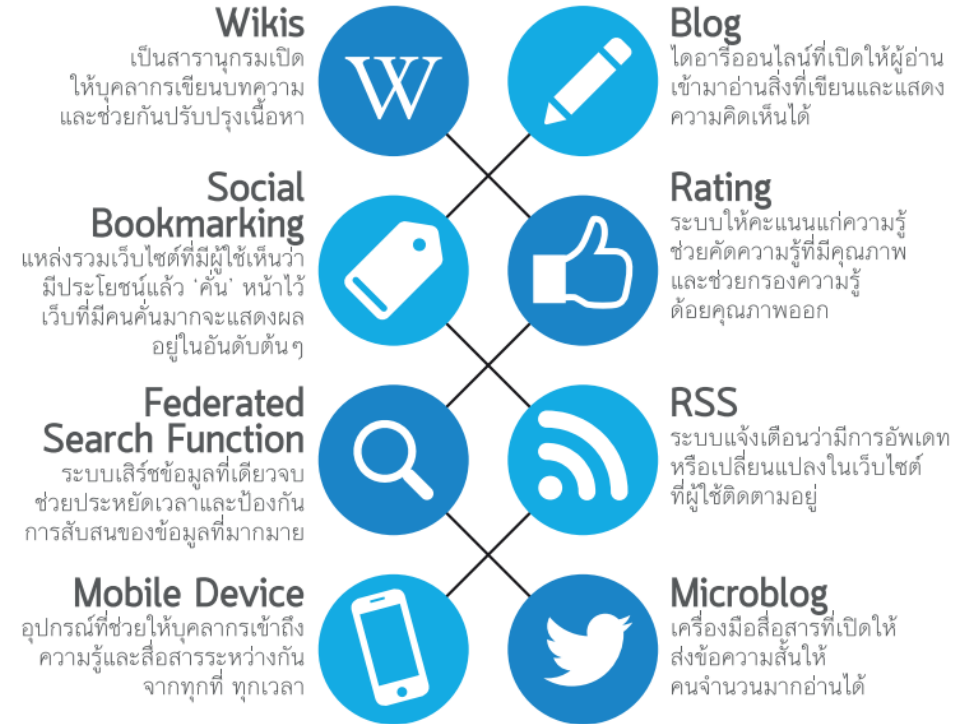 Wikis
เป็นสารานุกรมเปิด
ให้บุคลากรเขียนบทความ
และช่วยกันปรับปรุงเนื้อหา
W
Blog
ไดอารีออนไลน์ที่เปิดให้ผู้อ่าน
เข้ามาอ่านสิ่งที่เขียนและแสดง
ความคิดเห็นได้
Social
Bookmarking
แหล่งรวมเว็บไซต์ที่มีผู้ใช้เห็นว่า
มีประโยชน์แล้ว ‘คั่น’ หน้าไว้
เว็บที่มีคนคั่นมากจะแสดงผล
อยู่ในอันดับต้นๆ
Rating
ระบบให้คะแนนแก่ความรู้
ช่วยคัดความรู้ที่มีคุณภาพ
และช่วยกรองความรู้
ด้อยคุณภาพออก
Federated
Search Function
ระบบเสิร์ชข้อมูลที่เดียวจบ
ช่วยประหยัดเวลาและป้องกัน
การสับสนของข้อมูลที่มากมาย
RSS
ระบบแจ้งเตือนว่ามีการอัพเดท
หรือเปลี่ยนแปลงในเว็บไซต์
ที่ผู้ใช้ติดตามอยู่
Mobile Device
อุปกรณ์ที่ช่วยให้บุคลากรเข้าถึง
ความรู้และสื่อสารระหว่างกัน
จากทุกที่ ทุกเวลา
Microblog
เครื่องมือสื่อสารที่เปิดให้
ส่งข้อความสั้นให้
คนจำนวนมากอ่านได้